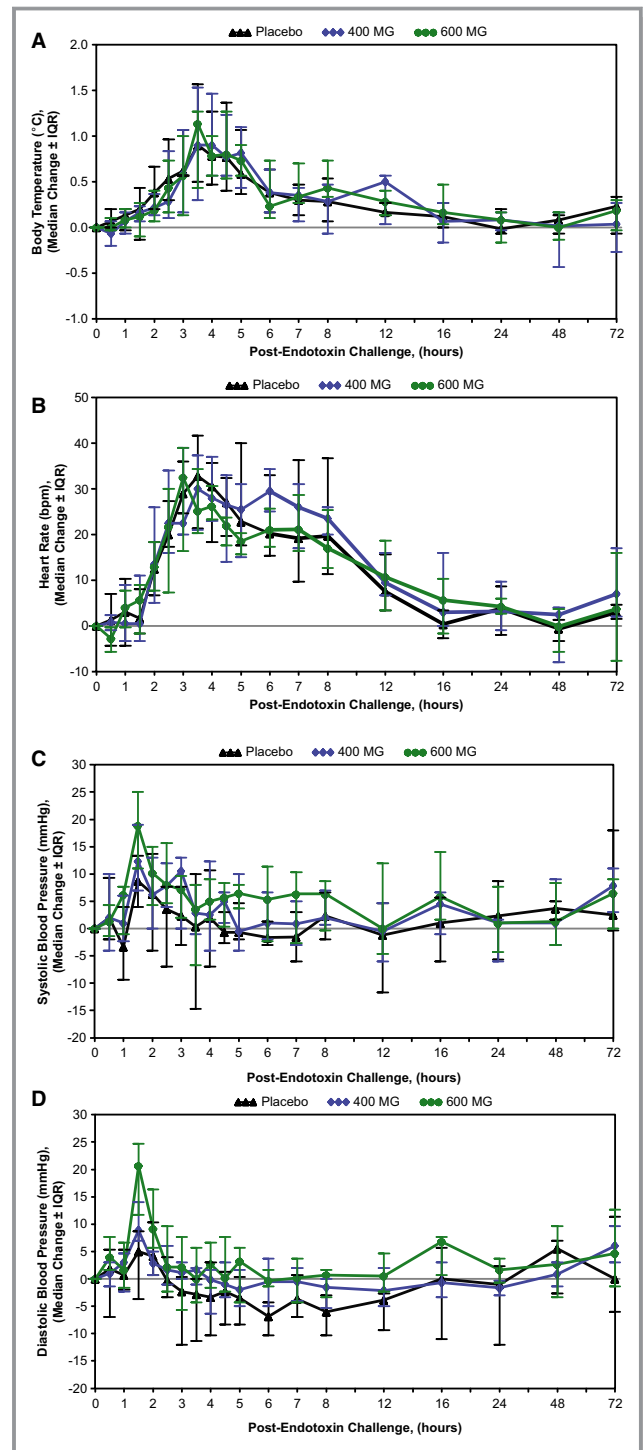 A
Placebo 400 MG 600 MG
Body Temperature (°C),
(Median Change ± IQR)
2.0
1.5
1.0
0.5
0.0
0.5
-1.0
0 1 2 3 4 5 6 7 8 12 16 24 48 72
Post-Endotoxin Challenge, (hours)
B
Placebo 400 MG 600 MG
Heart Rate (bpm),
(Median Change ± IQR)
50
40
30
20
10
0
-10
0 1 2 3 4 5 6 7 8 12 16 24 48 72
Post-Endotoxin Challenge, (hours)
C
Placebo 400 MG 600 MG
Systolic Blood Pressure (mmHg),
(Median Change ± IQR)
30
25
20
15
10
5
0
-5
-10
-15
-20
0 1 2 3 4 5 6 7 8 12 16 24 48 72
Post-Endotoxin Challenge, (hours)
D
Placebo 400 MG 600 MG
Diastolic Blood Pressure (mmHg),
(Median Change ± IQR)
30
25
20
15
10
5
0
-5
-10
-15
-20
0 1 2 3 4 5 6 7 8 12 16 24 48 72
Post-Endotoxin Challenge, (hours)